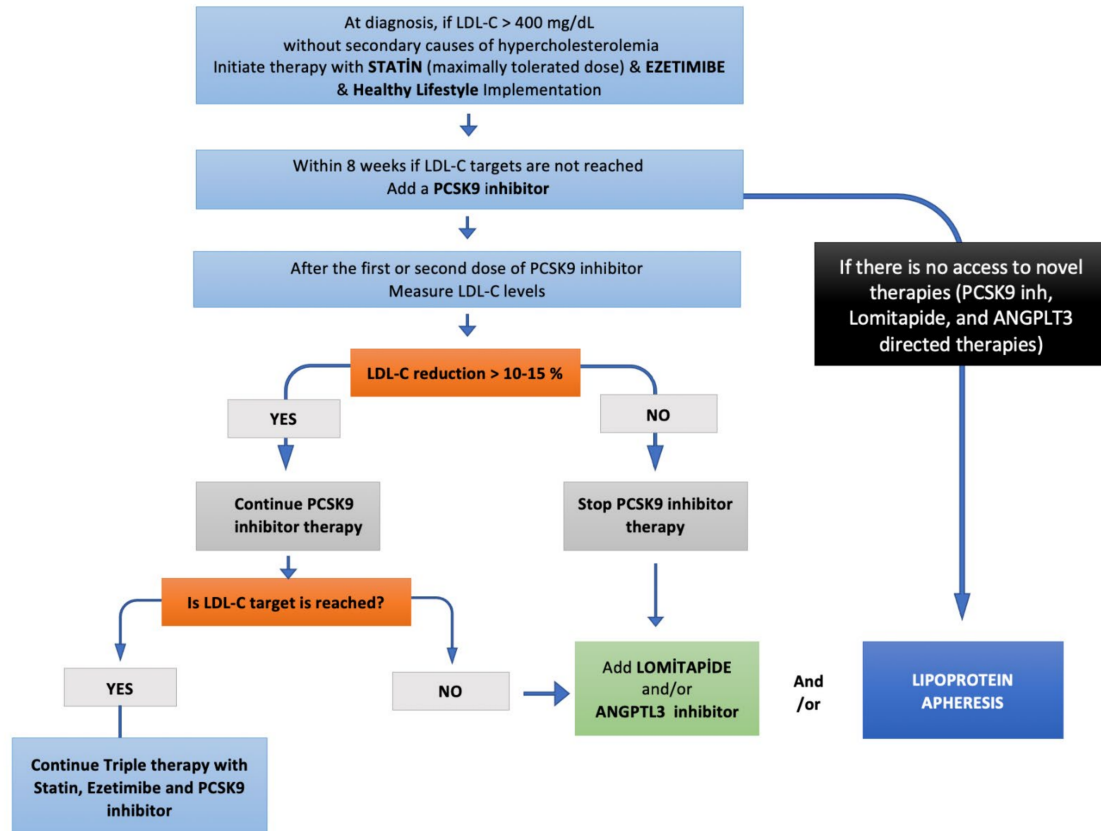 At diagnosis, if LDL-C > 400 mg/dL
without secondary causes of hypercholesterolemia
Initiate therapy with STATİN (maximally tolerated dose) & EZETIMIBE
& Healthy Lifestyle Implementation
Within 8 weeks if LDL-C targets are not reached
Add a PCSK9 inhibitor
After the first or second dose of PCSK9 inhibitor
Measure LDL-C levels
If there is no access to novel
therapies (PCSK9 inh,
Lomitapide, and ANGPLT3
directed therapies)
LDL-C reduction > 10-15 %
YES
NO
Continue PCSK9
inhibitor therapy
Stop PCSK9 inhibitor
therapy
Is LDL-C target is reached?
YES
NO
Add LOMİTAPİDE
and/or
ANGPTL3 inhibitor
And
/or
LIPOPROTEIN
APHERESIS
Continue Triple therapy with
Statin, Ezetimibe and PCSK9
inhibitor